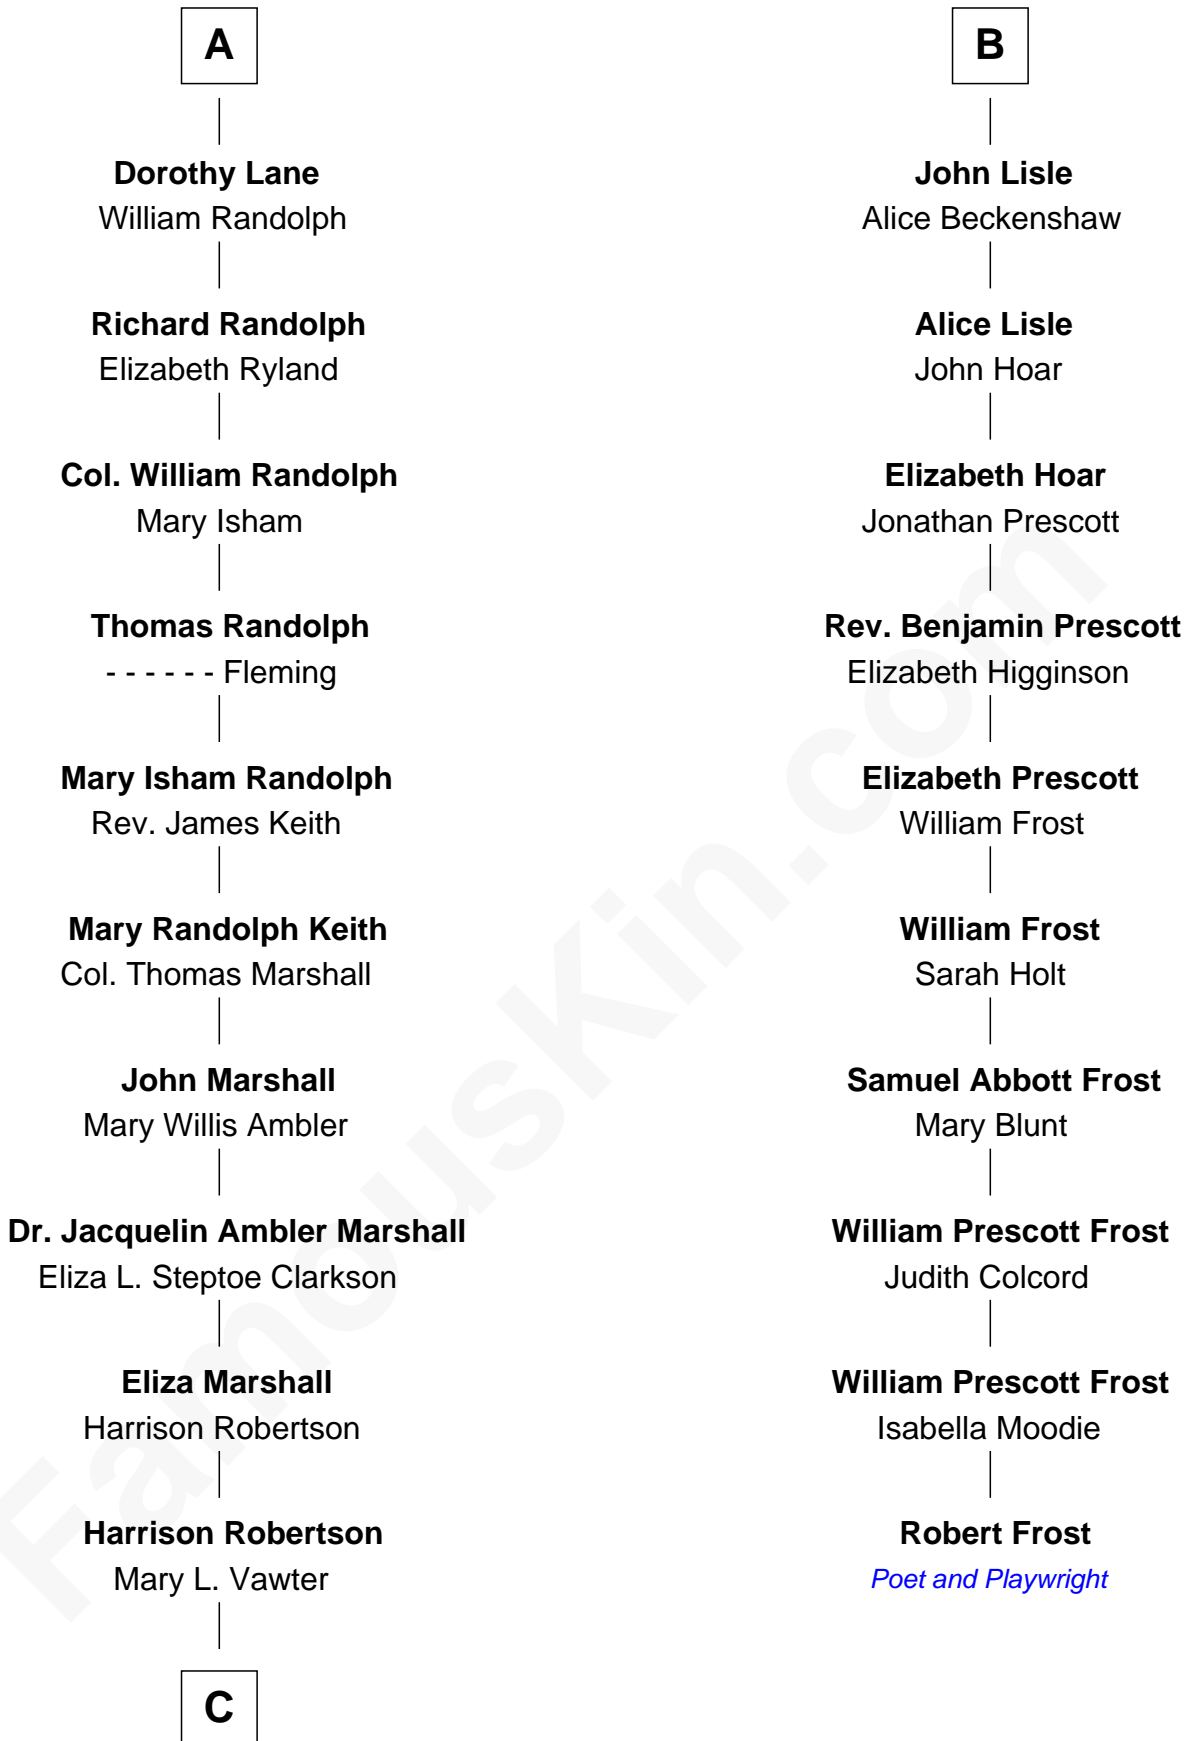 A
Dorothy Lane
William Randolph
Richard Randolph
Elizabeth Ryland
Col. William Randolph
Mary Isham
Thomas Randolph
- - - - - - Fleming
Mary Isham Randolph
Rev. James Keith
Mary Randolph Keith
Col. Thomas Marshall
John Marshall
Mary Willis Ambler
Dr. Jacquelin Ambler Marshall
Eliza L. Steptoe Clarkson
Eliza Marshall
Harrison Robertson
Harrison Robertson
Mary L. Vawter
C
B
John Lisle
Alice Beckenshaw
Alice Lisle
John Hoar
Elizabeth Hoar
Jonathan Prescott
Rev. Benjamin Prescott
Elizabeth Higginson
Elizabeth Prescott
William Frost
William Frost
Sarah Holt
Samuel Abbott Frost
Mary Blunt
William Prescott Frost
Judith Colcord
William Prescott Frost
Isabella Moodie
Robert Frost
Poet and Playwright
FamousKin.com